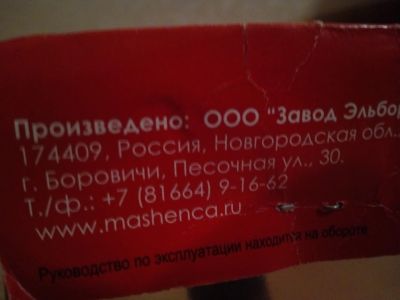 Произведено: ООО "Завод Эльбор
174409, Россия, Новгородская обл.,
г. Боровичи, Песочная ул., 30.
Т./ф.: +7 (81664) 9-16-62
www.mashenca.ru
Руководство по эксплуатации находится на обороте